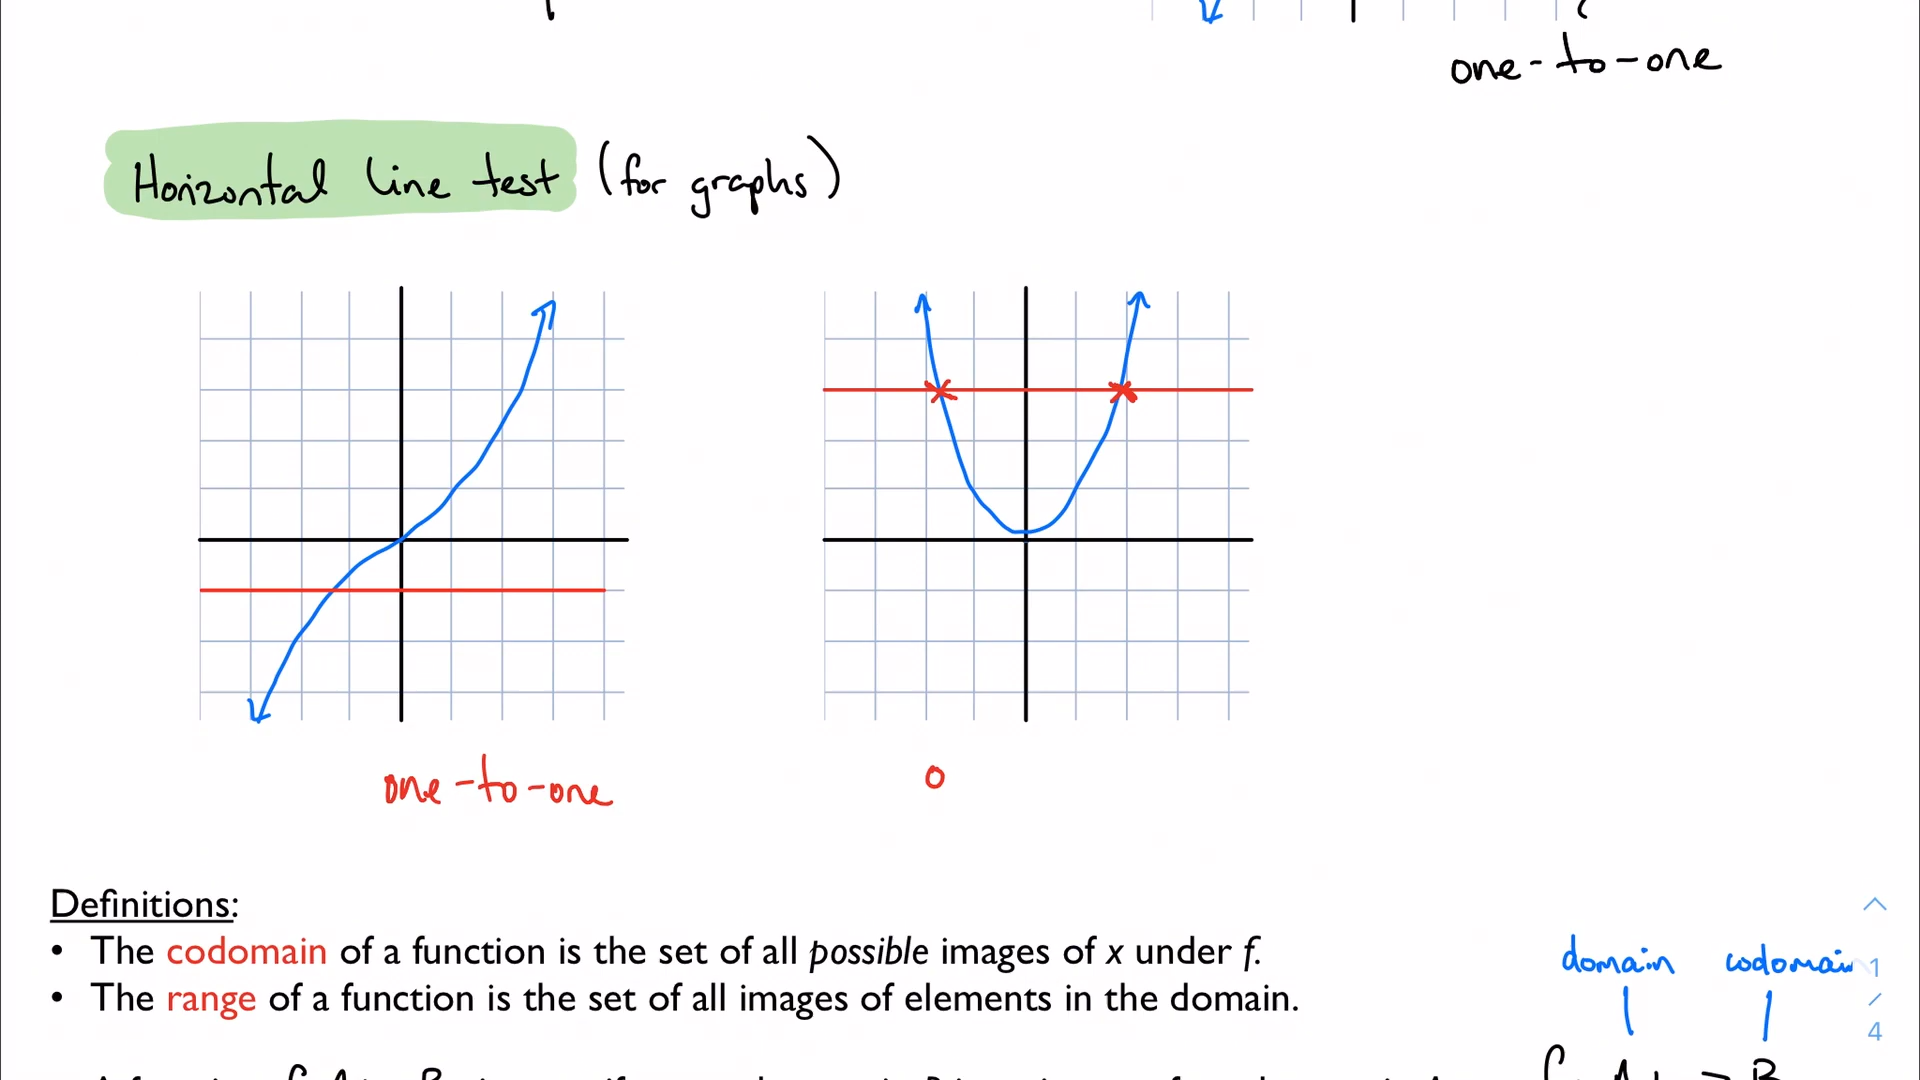 one-to-one
Horizontal line test (for graphs)
one-to-one
o
Definitions:
• The codomain of a function is the set of all possible images of x under f.
• The range of a function is the set of all images of elements in the domain.
domain codomain
1
/
4